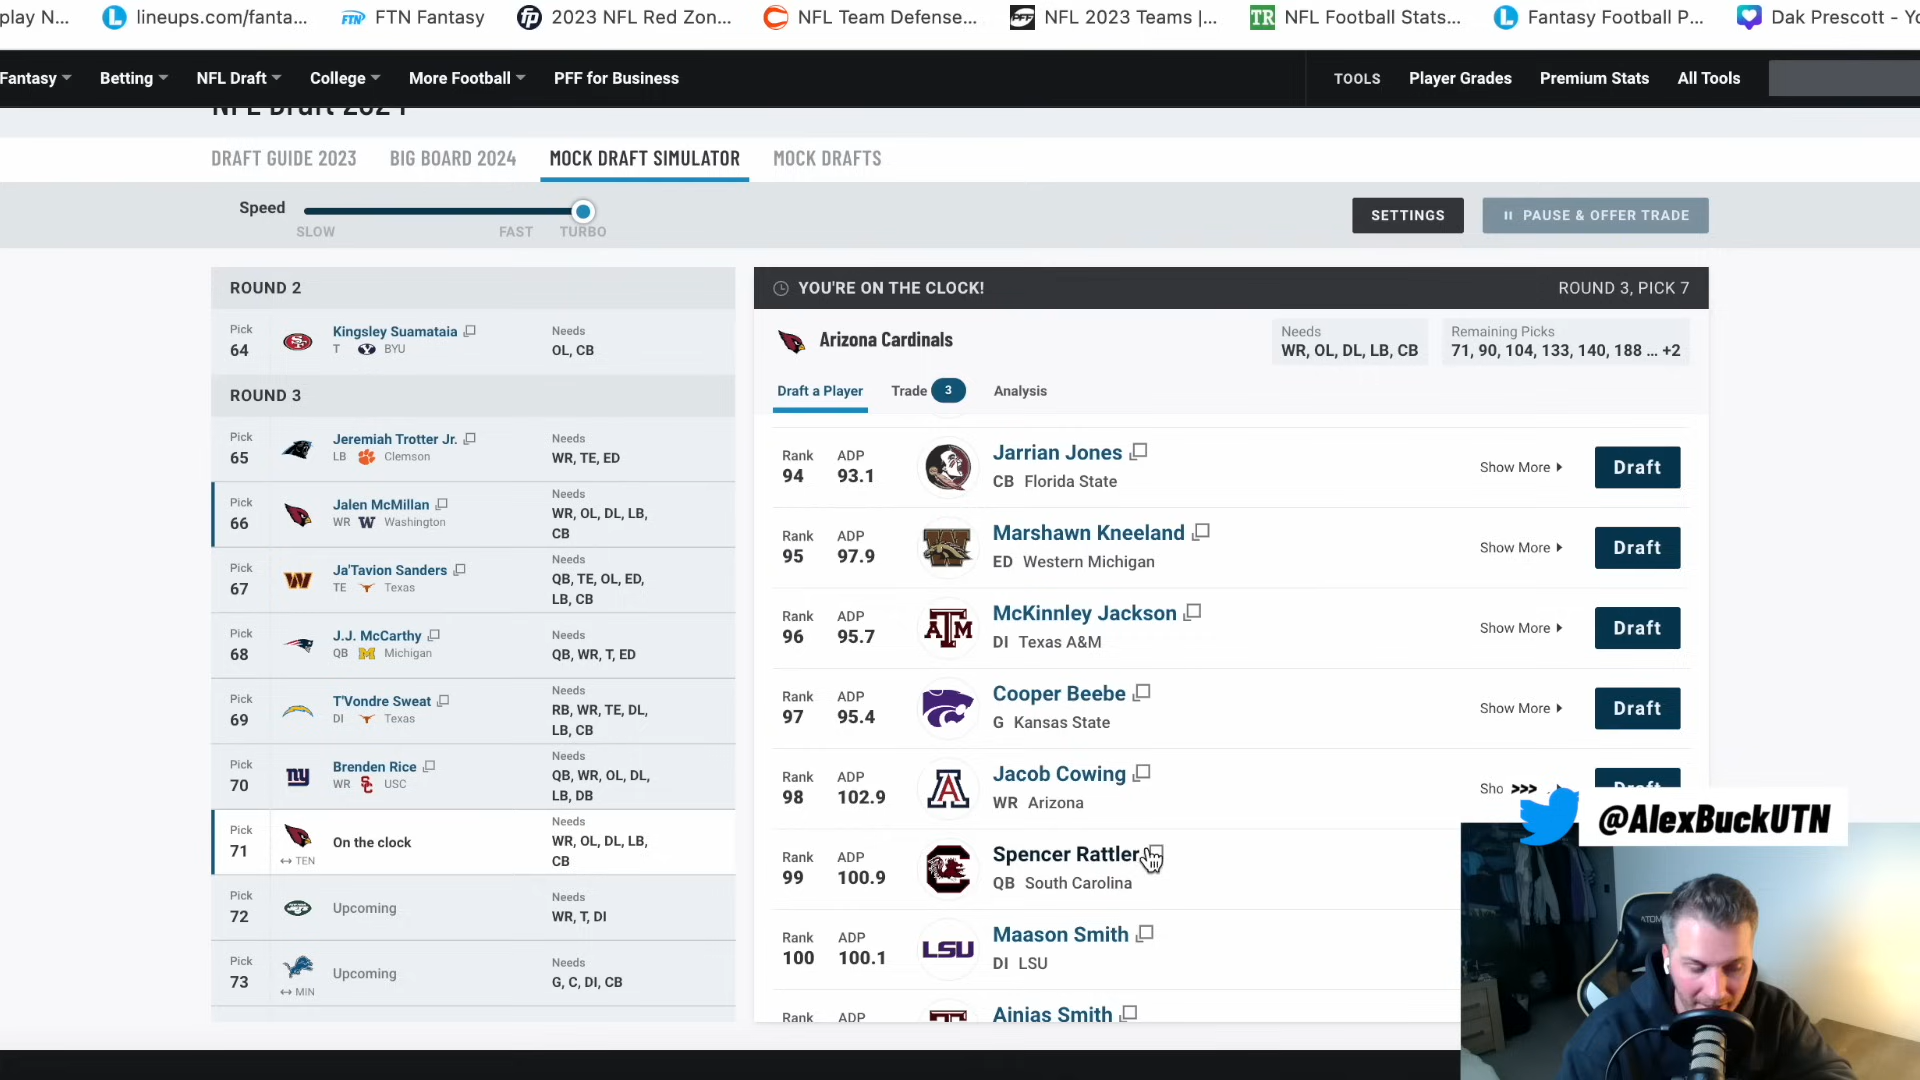 play N...
lineups.com/fanta...
FTN Fantasy
2023 NFL Red Zon...
NFL Team Defense...
NFL 2023 Teams |...
NFL Football Stats...
Fantasy Football P...
Dak Prescott - Yo
Fantasy
Betting
NFL Draft
College
More Football
PFF for Business
TOOLS
Player Grades
Premium Stats
All Tools
NFL Draft 2024
DRAFT GUIDE 2023
BIG BOARD 2024
MOCK DRAFT SIMULATOR
MOCK DRAFTS
Speed
SLOW
FAST
TURBO
SETTINGS
PAUSE & OFFER TRADE
ROUND 2
Pick 64
Kingsley Suamataia
T BYU
Needs
OL, CB
ROUND 3
Pick 65
Jeremiah Trotter Jr.
LB Clemson
Needs
WR, TE, ED
Pick 66
Jalen McMillan
WR W Washington
Needs
WR, OL, DL, LB,
CB
Pick 67
Ja'Tavion Sanders
TE Texas
Needs
QB, TE, OL, ED,
LB, CB
Pick 68
J.J. McCarthy
QB M Michigan
Needs
QB, WR, T, ED
Pick 69
T'Vondre Sweat
DI Texas
Needs
RB, WR, TE, DL,
LB, CB
Pick 70
ny
Brenden Rice
WR SC USC
Needs
QB, WR, OL, DL,
LB, DB
Pick 71
TEN
On the clock
Needs
WR, OL, DL, LB,
CB
Pick 72
Upcoming
Needs
WR, T, DI
Pick 73
MIN
Upcoming
Needs
G, C, DI, CB
YOU'RE ON THE CLOCK!
ROUND 3, PICK 7
Arizona Cardinals
Needs
WR, OL, DL, LB, CB
Remaining Picks
71, 90, 104, 133, 140, 188 ... +2
Draft a Player
Trade 3
Analysis
Rank 94
ADP 93.1
Jarrian Jones
CB Florida State
Show More
Draft
Rank 95
ADP 97.9
Marshawn Kneeland
ED Western Michigan
Show More
Draft
Rank 96
ADP 95.7
ATM
McKinnley Jackson
DI Texas A&M
Show More
Draft
Rank 97
ADP 95.4
Cooper Beebe
G Kansas State
Show More
Draft
Rank 98
ADP 102.9
A
Jacob Cowing
WR Arizona
Sho
>>>
Draft
Rank 99
ADP 100.9
Spencer Rattler
QB South Carolina
Rank 100
ADP 100.1
LSU
Maason Smith
DI LSU
Rank
ADP
Ainias Smith
@AlexBuckUTN